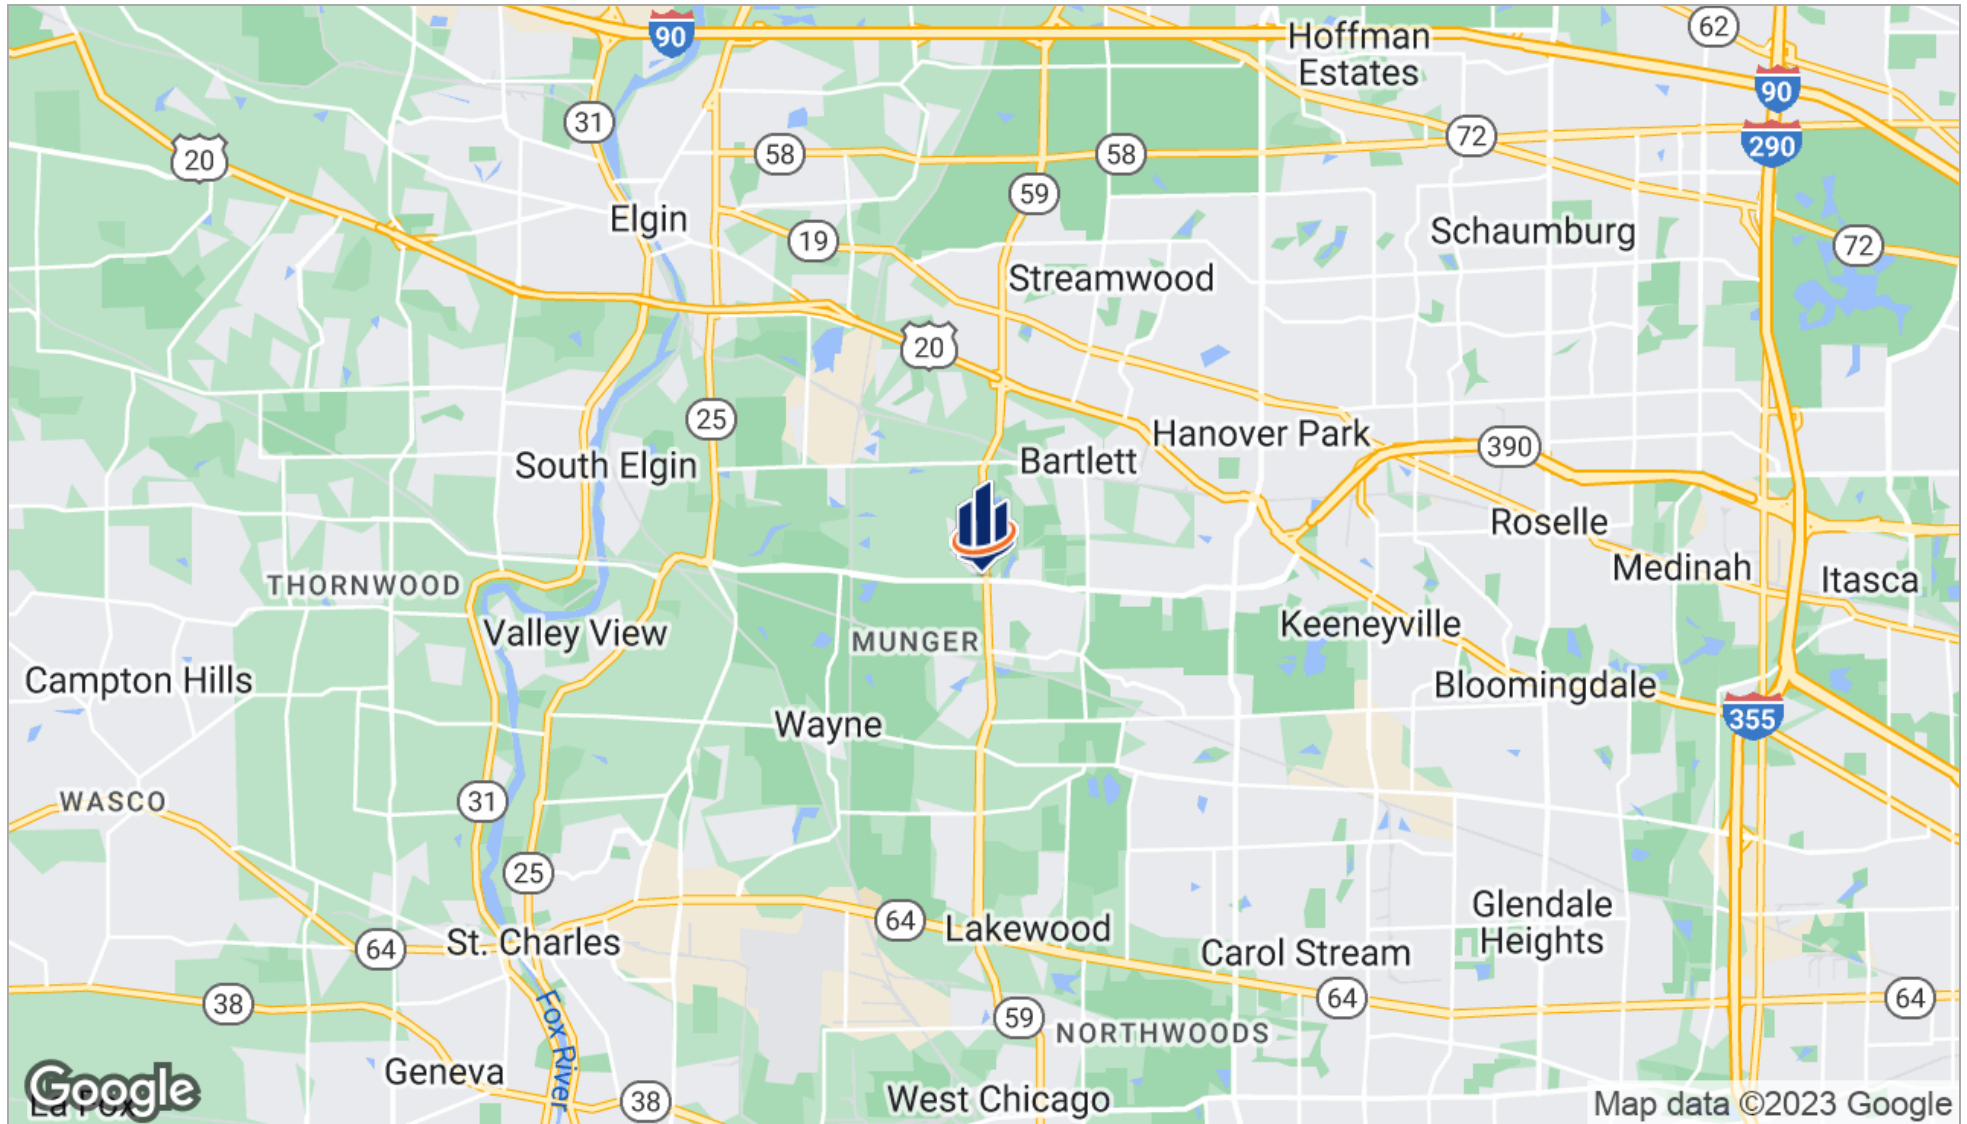 90
Hoffman
Estates
62
90
31
20
58
58
72
290
59
Elgin
19
Schaumburg
72
Streamwood
20
25
Hanover Park
390
South Elgin
Bartlett
Roselle
Medinah
Itasca
THORNWOOD
Valley View
MUNGER
Keeneyville
Campton Hills
Bloomingdale
Wayne
355
WASCO
31
25
Glendale
Heights
64
Lakewood
St. Charles
64
Carol Stream
38
64
64
Fox River
59
NORTHWOODS
Geneva
Google
La Fox
38
West Chicago
Map data ©2023 Google